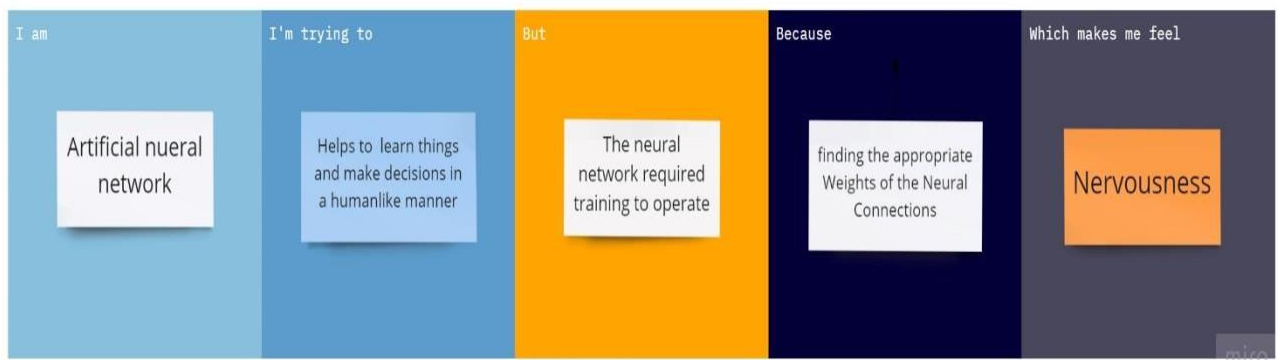 I am
Artificial nueral
network
I'm trying to
Helps to learn things
and make decisions in
a humanlike manner
But
The neural
network required
training to operate
Because
finding the appropriate
Weights of the Neural
Connections
Which makes me feel
Nervousness
miro